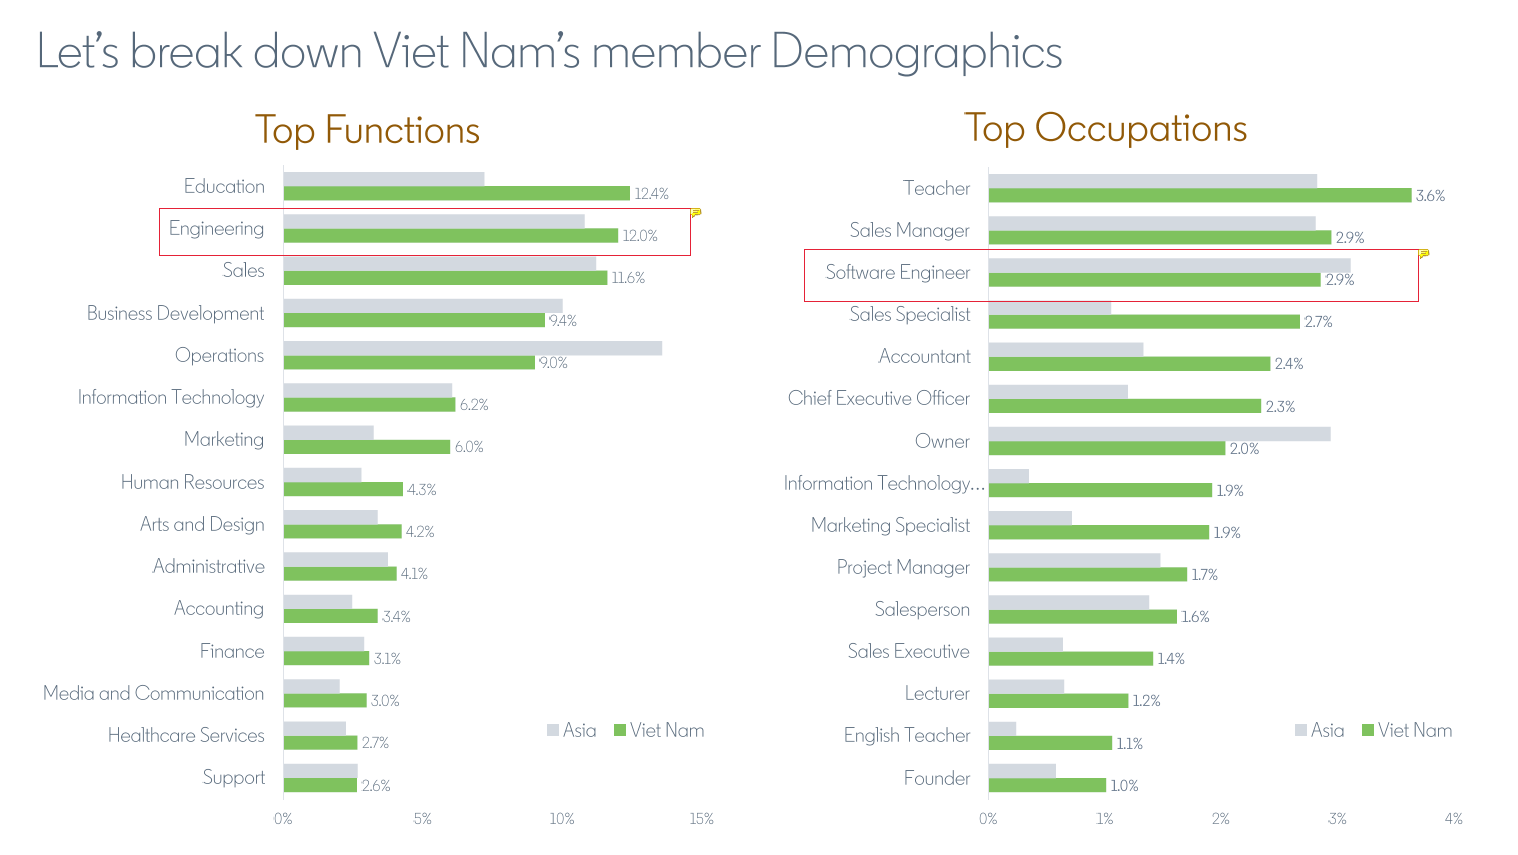 Let's break down Viet Nam's member Demographics
Top Functions
Education 12.4%
Engineering 12.0%
Sales 11.6%
Business Development 9.4%
Operations 9.0%
Information Technology 6.2%
Marketing 6.0%
Human Resources 4.3%
Arts and Design 4.2%
Administrative 4.1%
Accounting 3.4%
Finance 3.1%
Media and Communication 3.0%
Healthcare Services 2.7%
Support 2.6%
Asia Viet Nam
0% 5% 10% 15%
Top Occupations
Teacher 3.6%
Sales Manager 2.9%
Software Engineer 2.9%
Sales Specialist 2.7%
Accountant 2.4%
Chief Executive Officer 2.3%
Owner 2.0%
Information Technology... 1.9%
Marketing Specialist 1.9%
Project Manager 1.7%
Salesperson 1.6%
Sales Executive 1.4%
Lecturer 1.2%
English Teacher 1.1%
Founder 1.0%
Asia Viet Nam
0% 1% 2% 3% 4%